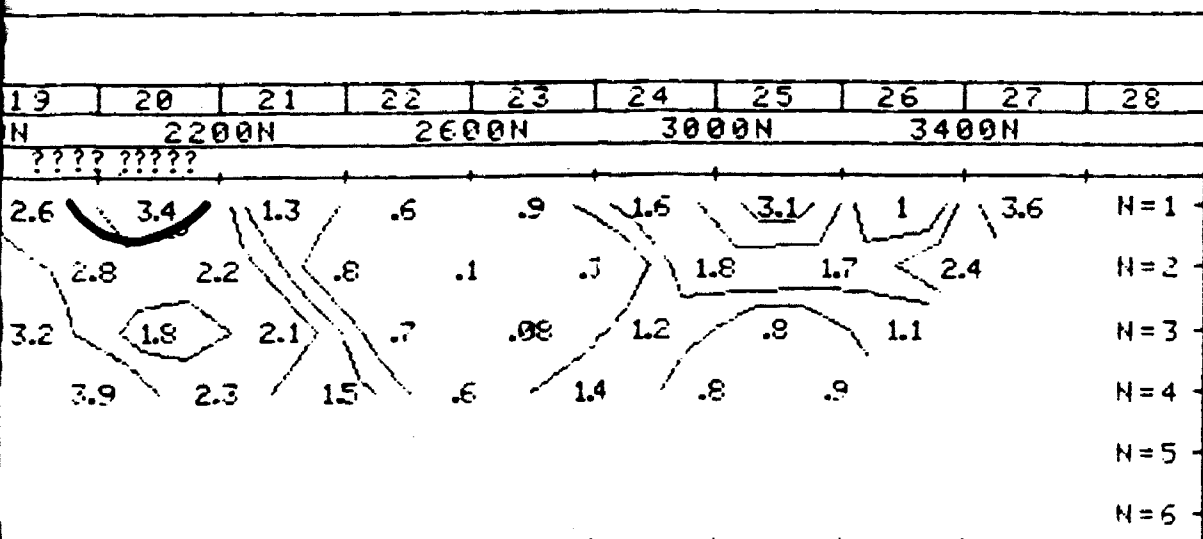 19 20 21 22 23 24 25 26 27 28
N 2200N 2600N 3000N 3400N
???? ?????
2.6 3.4 1.3 .6 .9 1.6 3.1 1 3.6 N=1
2.8 2.2 .8 .1 1.8 1.7 2.4 N=2
3.2 1.8 2.1 .7 .08 1.2 .8 1.1 N=3
3.9 2.3 1.5 .6 1.4 .8 .9 N=4
N=5
N=6